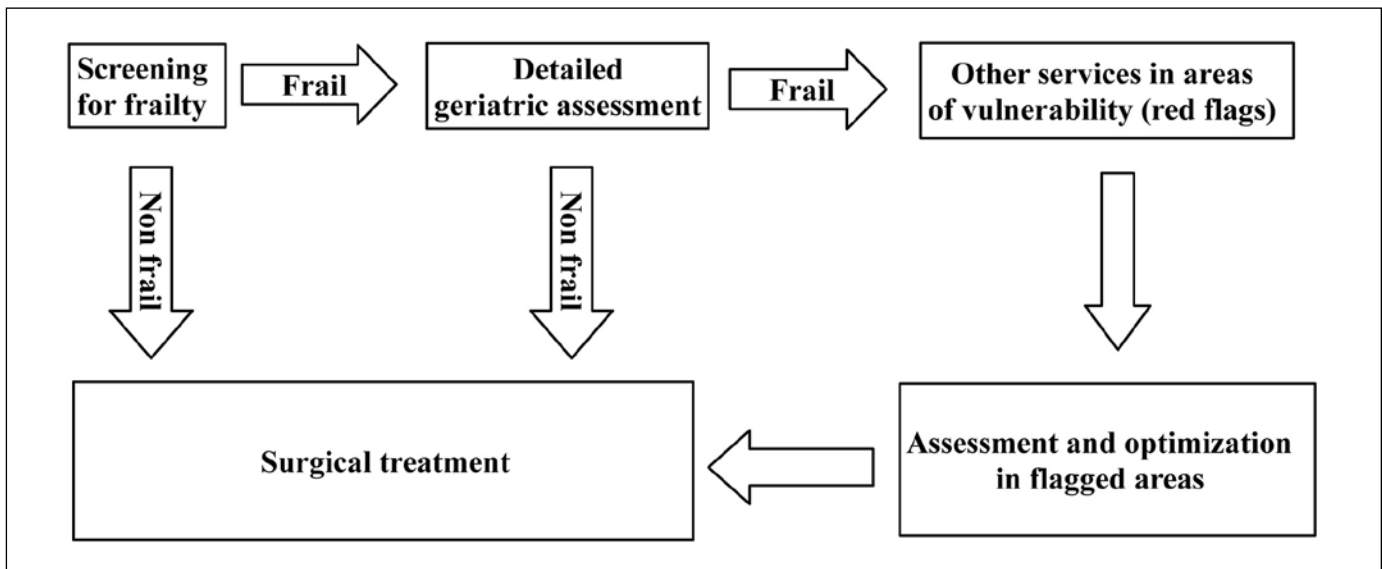 Screening
for frailty
Frail
Detailed
geriatric assessment
Frail
Other services in areas
of vulnerability (red flags)
Non frail
Non frail
Surgical treatment
Assessment and optimization
in flagged areas